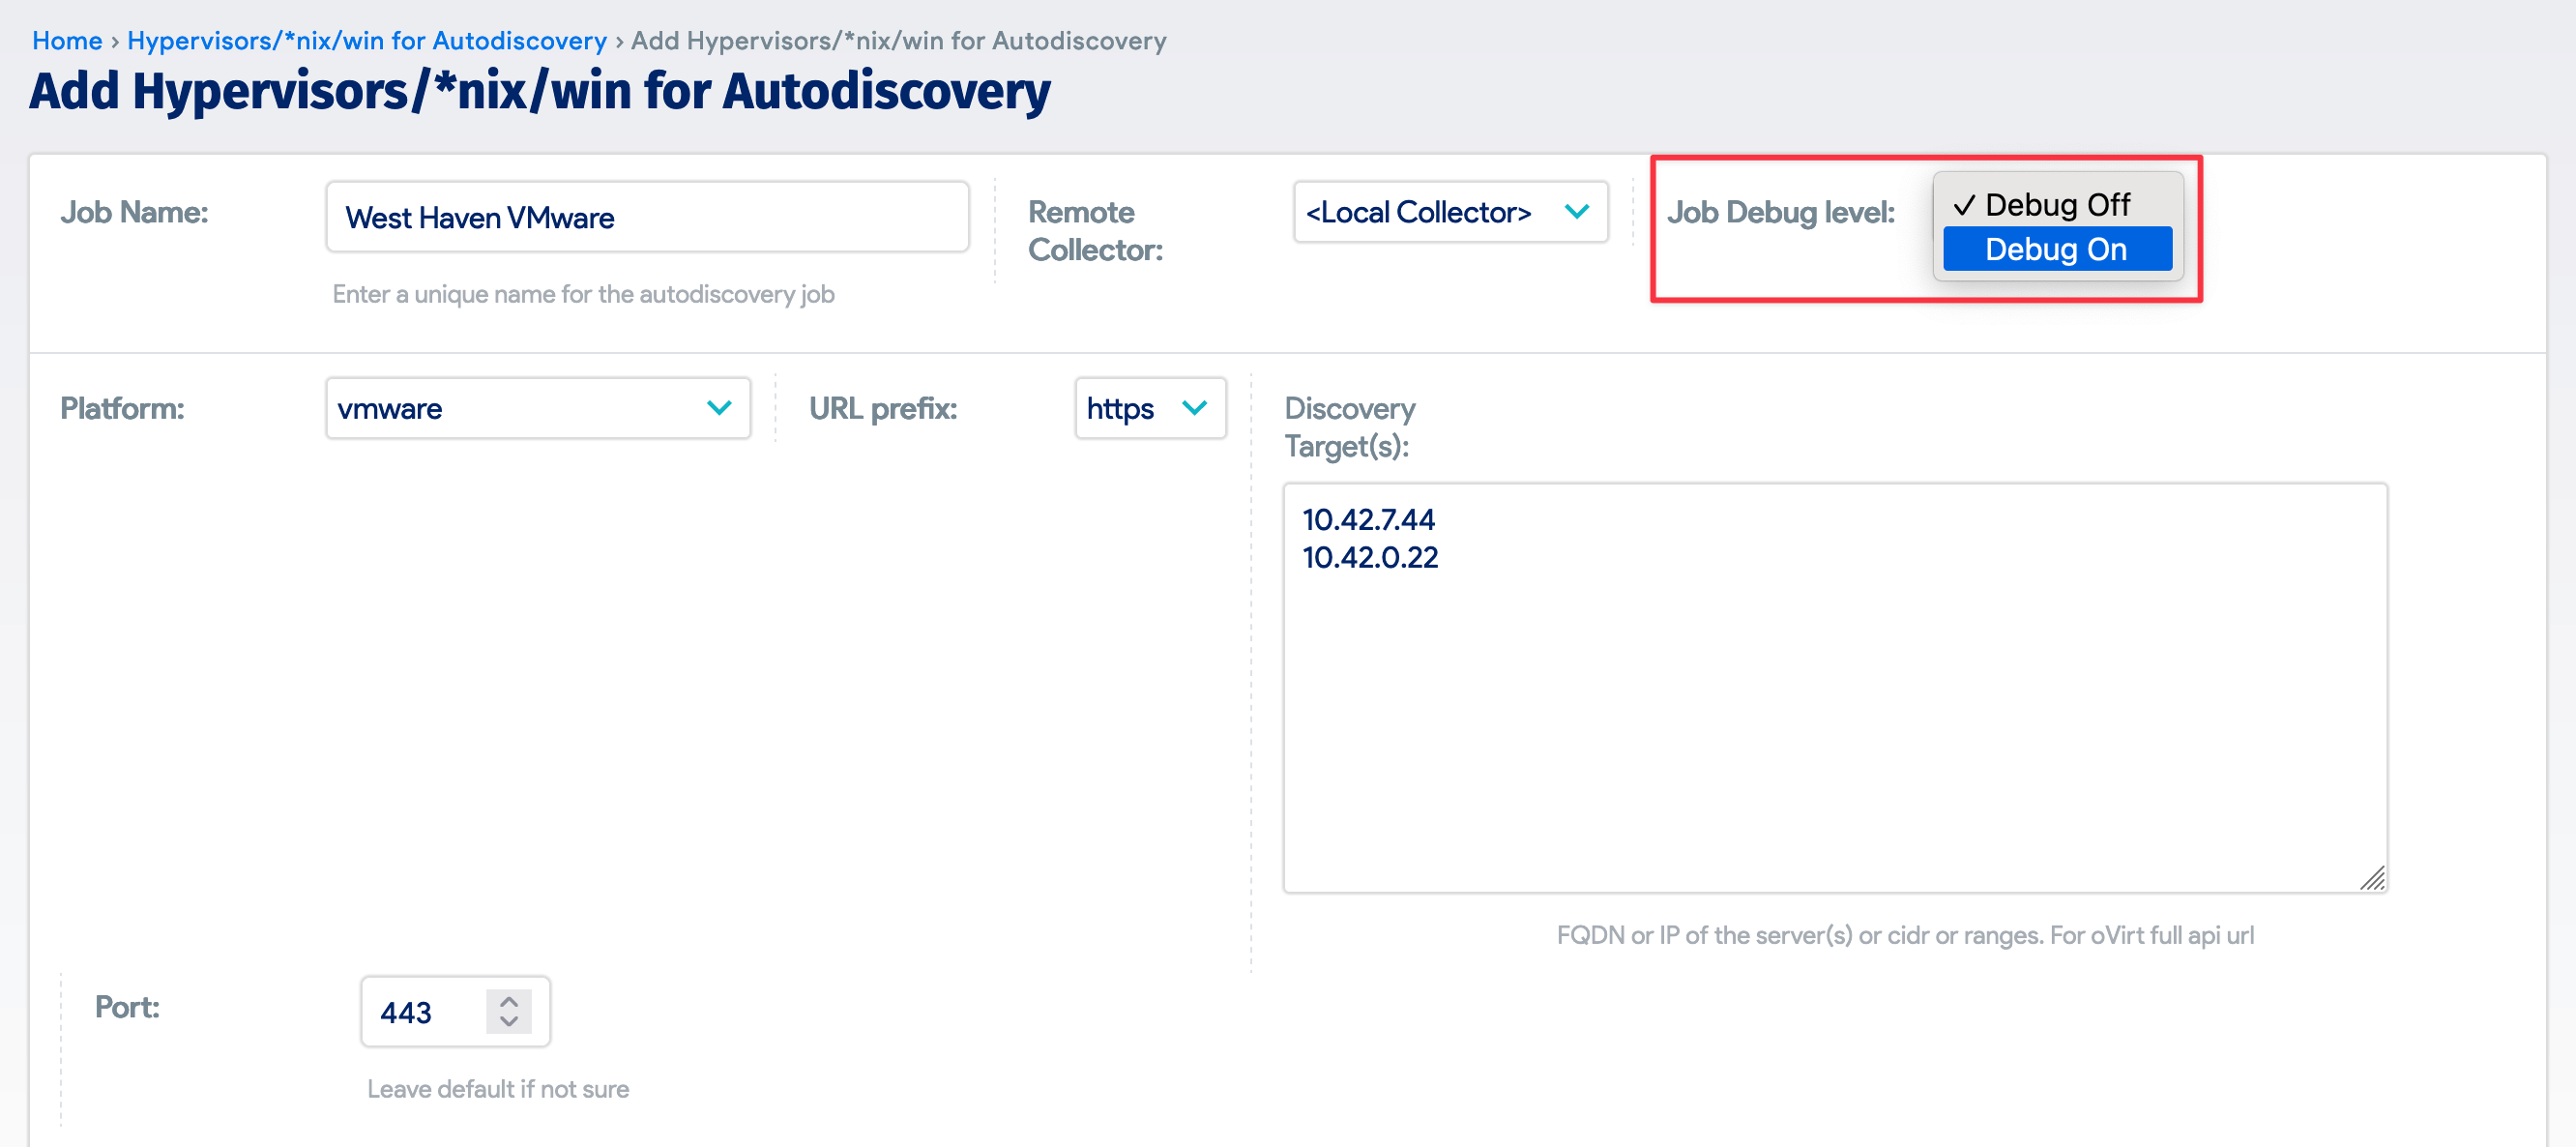 Home › Hypervisors/*nix/win for Autodiscovery › Add Hypervisors/*nix/win for Autodiscovery
Add Hypervisors/*nix/win for Autodiscovery
Job Name:
West Haven VMware
Enter a unique name for the autodiscovery job
Remote
Collector:
<Local Collector>
Job Debug level:
✓ Debug Off
Debug On
Platform:
vmware
URL prefix:
https
Discovery
Target(s):
10.42.7.44
10.42.0.22
FQDN or IP of the server(s) or cidr or ranges. For oVirt full api url
Port:
443
Leave default if not sure